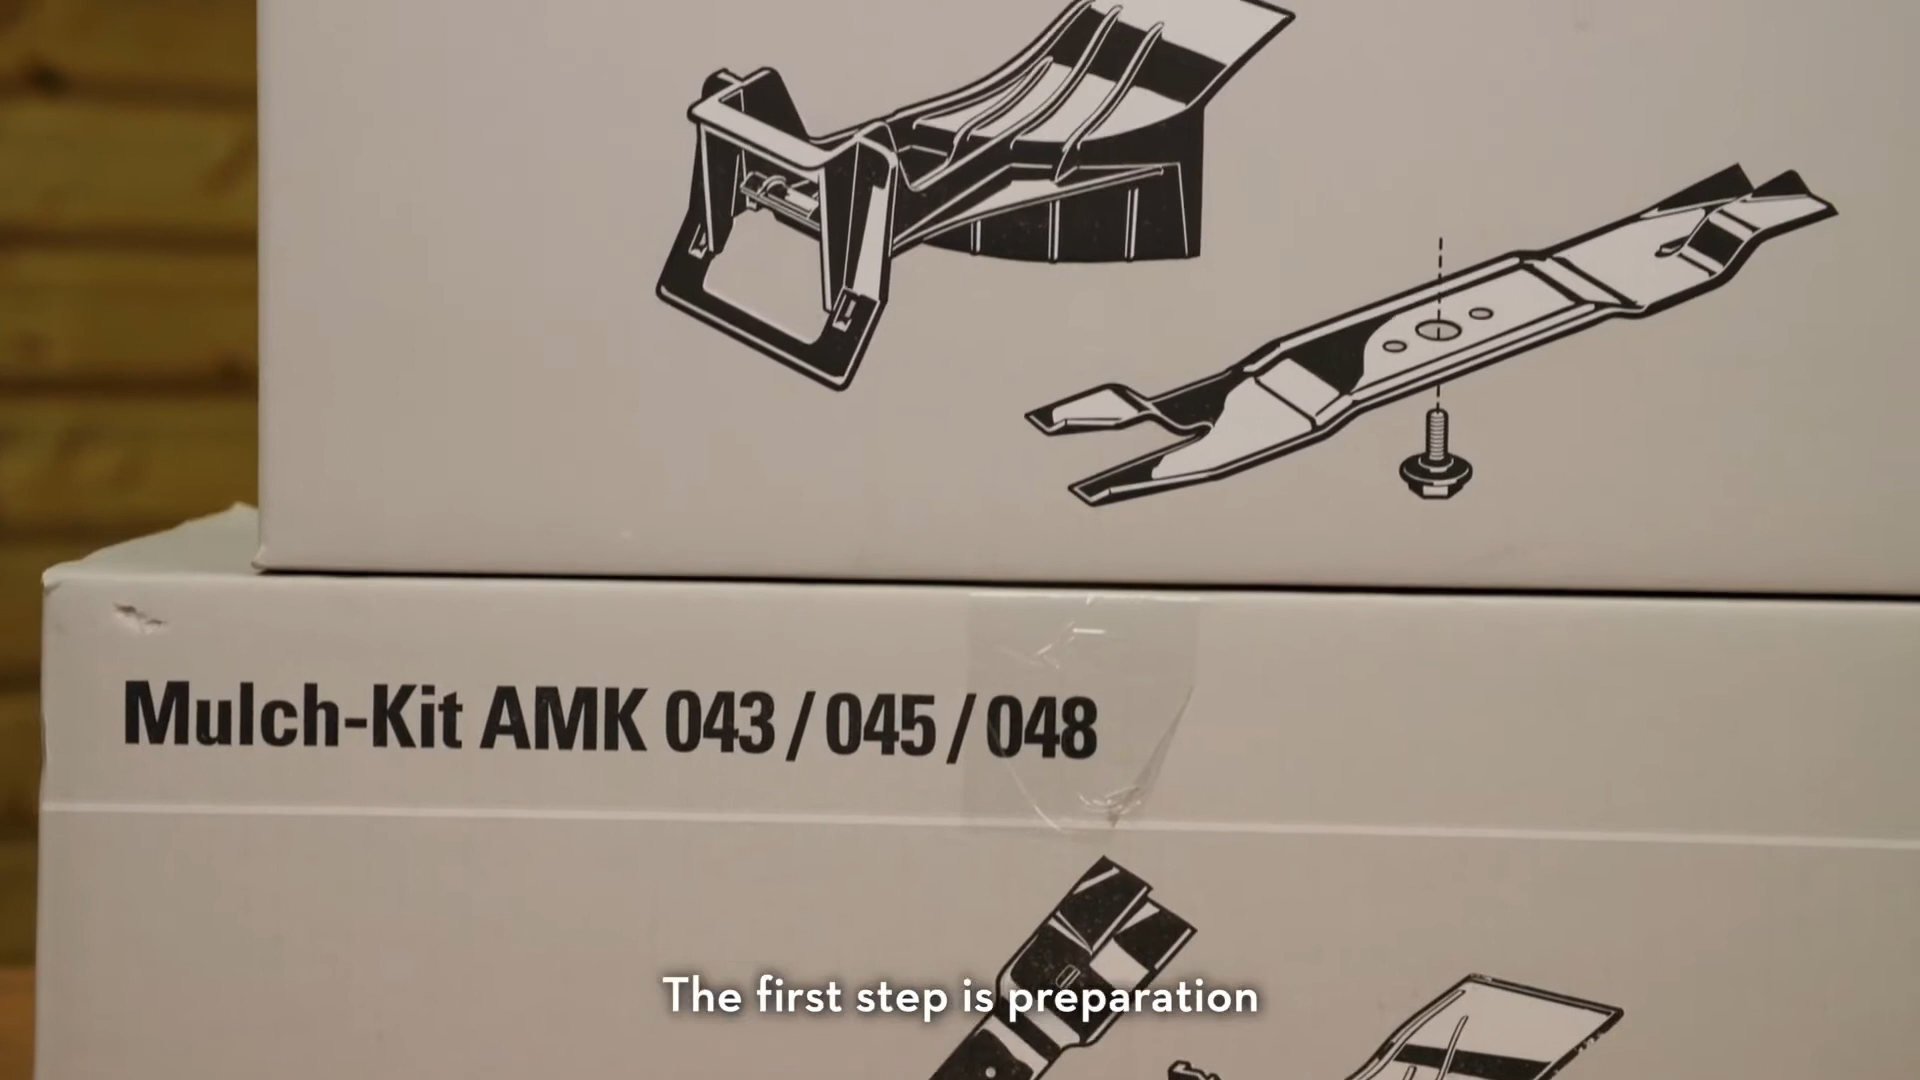 Mulch-Kit AMK 043/045/048
The first step is preparation